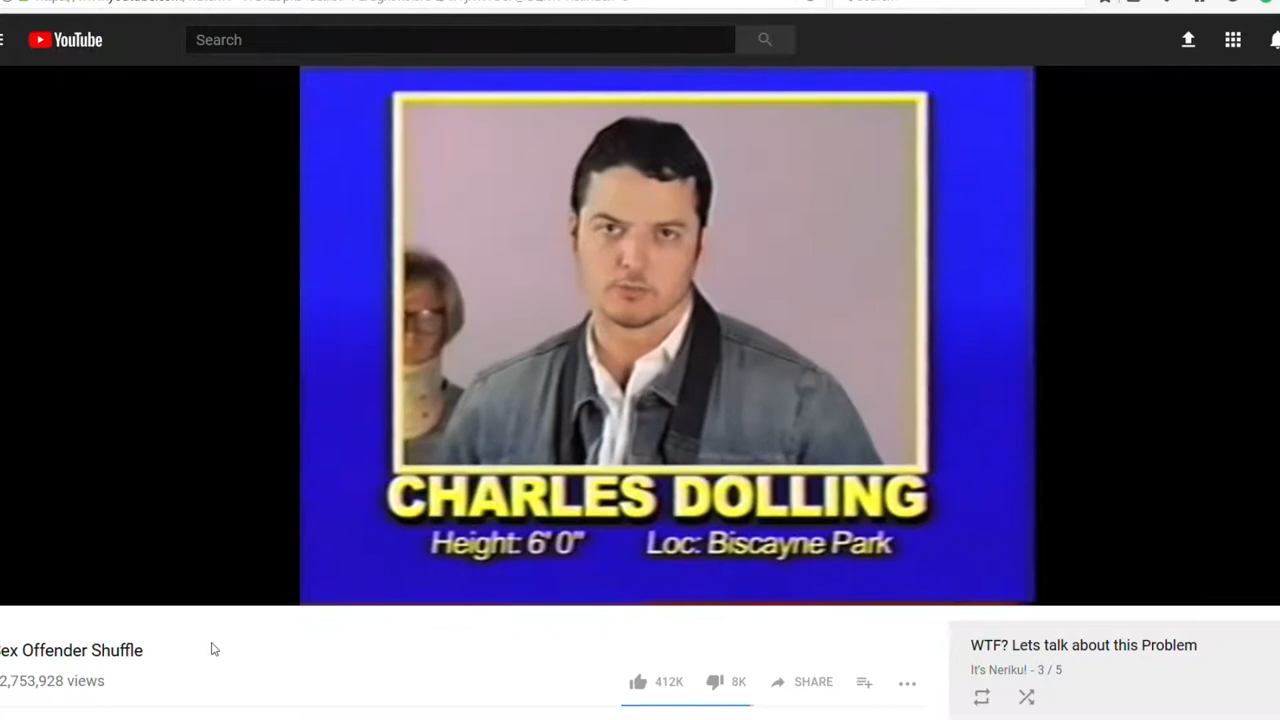 YouTube
Search
CHARLES DOLLING
Height: 6' 0" Loc: Biscayne Park
ex Offender Shuffle
2,753,928 views
412K 8K SHARE
WTF? Lets talk about this Problem
It's Neriku! - 3 / 5